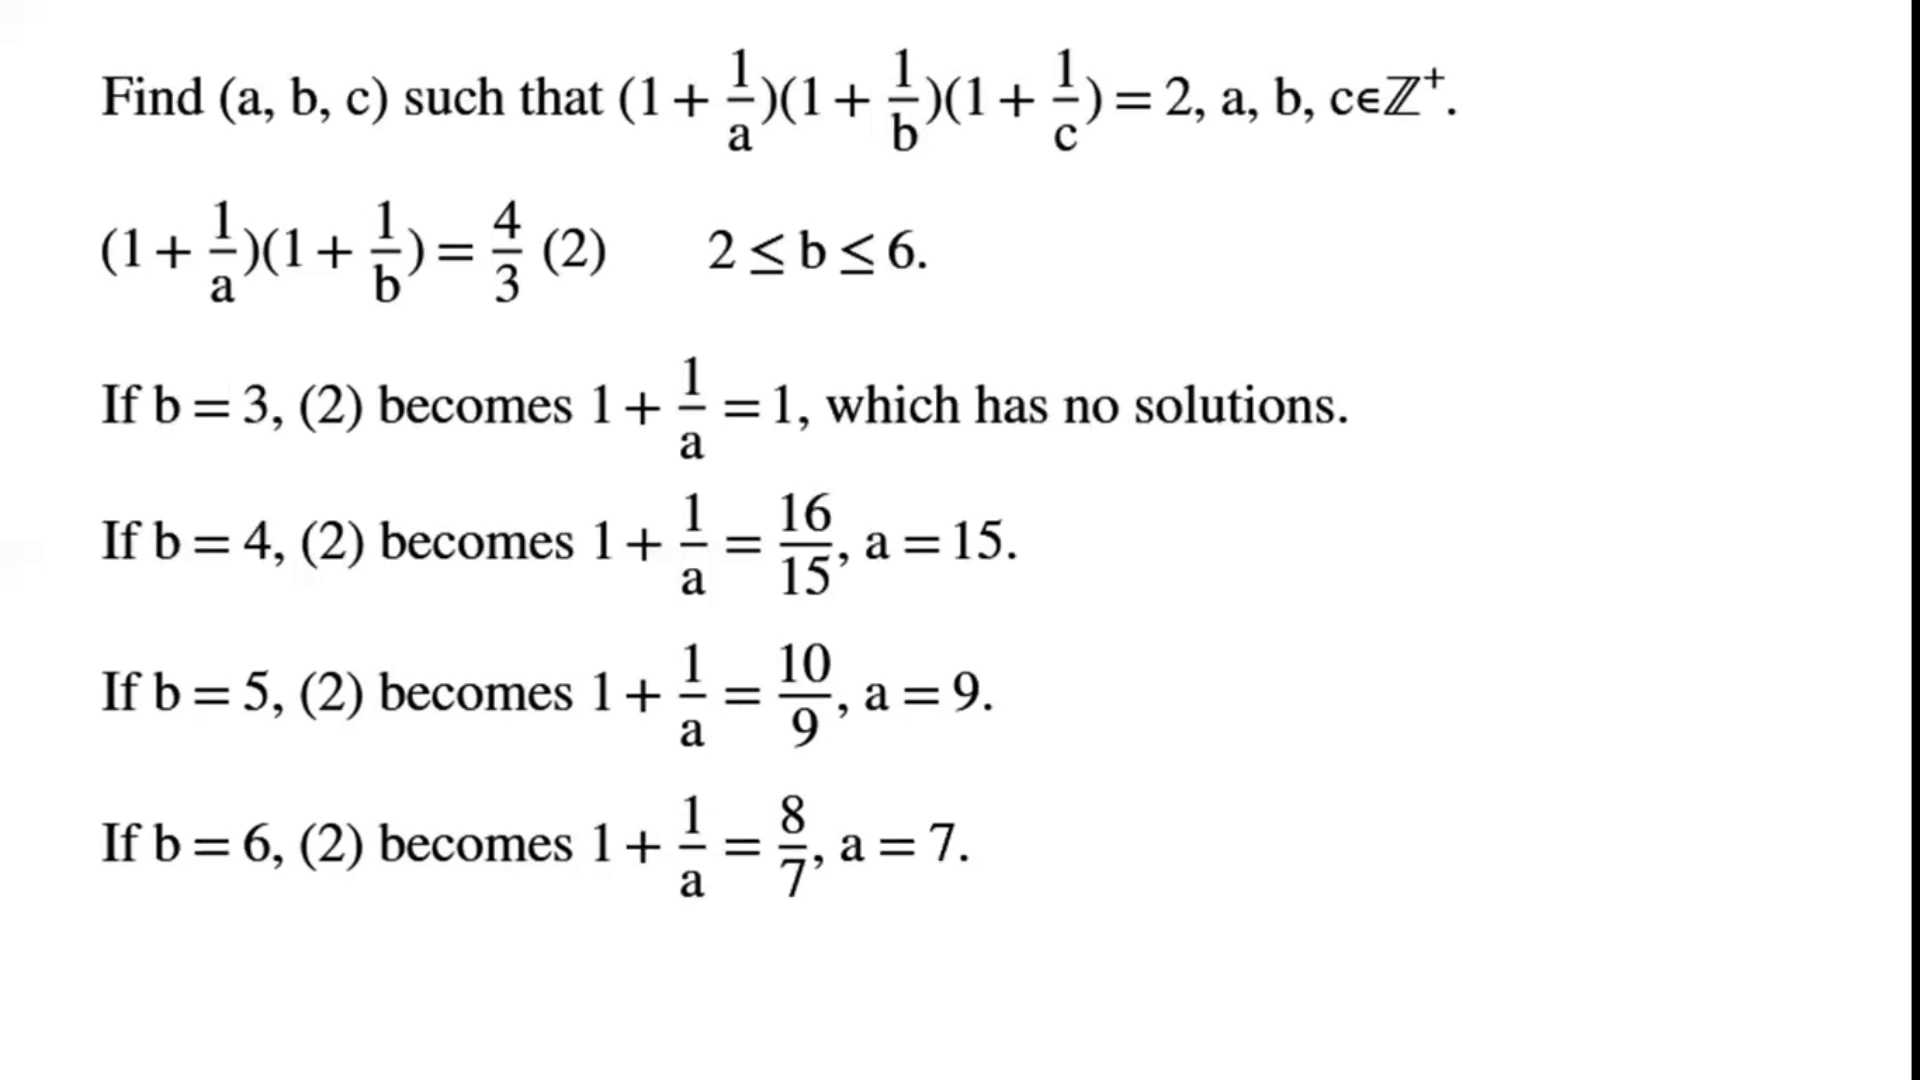 Find (a, b, c) such that (1 + 1/a)(1 + 1/b)(1 + 1/c) = 2, a, b, cϵℤ⁺.
(1 + 1/a)(1 + 1/b) = 4/3 (2) 2 ≤ b ≤ 6.
If b = 3, (2) becomes 1 + 1/a = 1, which has no solutions.
If b = 4, (2) becomes 1 + 1/a = 16/15, a = 15.
If b = 5, (2) becomes 1 + 1/a = 10/9, a = 9.
If b = 6, (2) becomes 1 + 1/a = 8/7, a = 7.